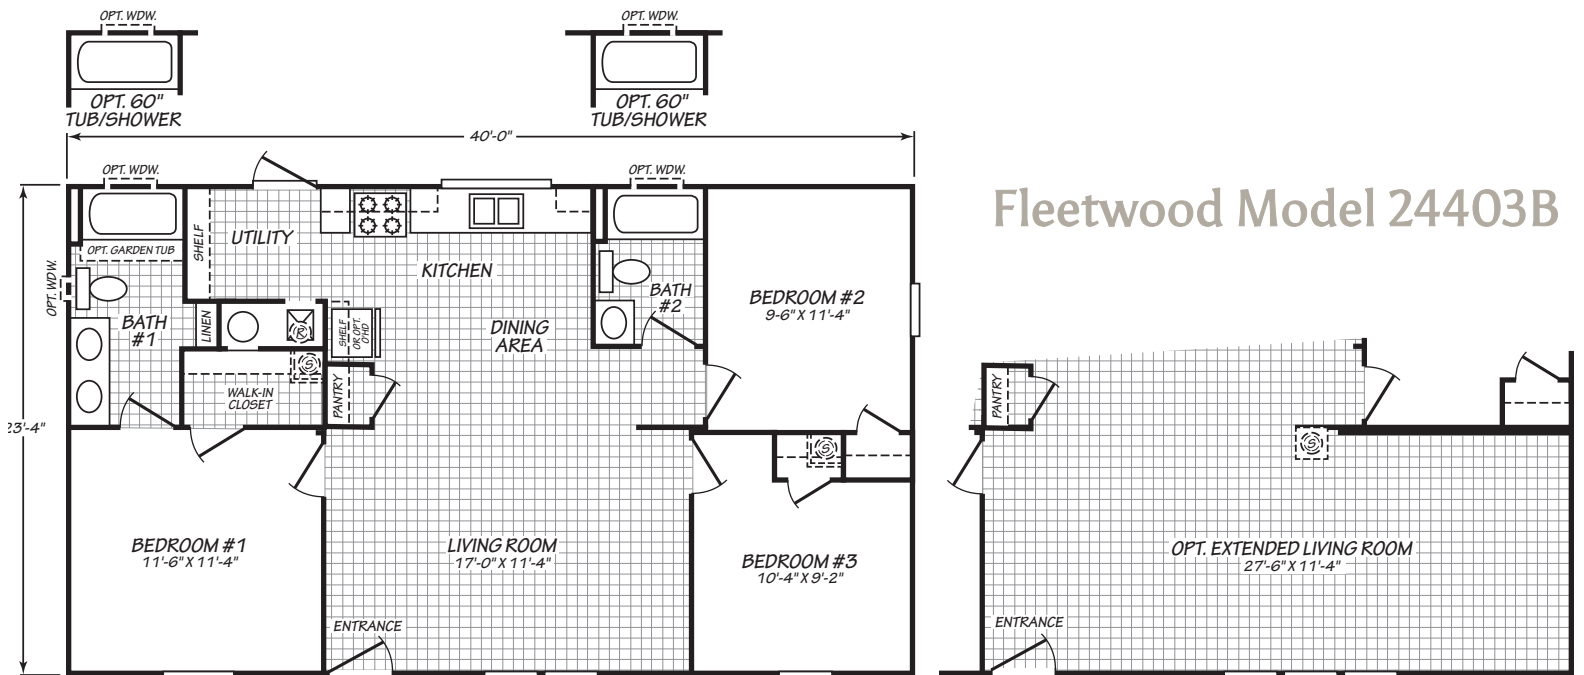 OPT. WDW.
OPT. WDW.
OPT. 60"
TUB/SHOWER
OPT. 60"
TUB/SHOWER
40'-0"
OPT. WDW.
OPT. WDW.
Fleetwood Model 24403B
SHELF
UTILITY
OPT. GARDEN TUB
OPT. WDW.
KITCHEN
BATH
#2
BEDROOM #2
9'-6" X 11'-4"
BATH
#1
LINEN
R
SHELF
OR OPT.
O'HD
DINING
AREA
S
WALK-IN
CLOSET
PANTRY
PANTRY
23'-4"
S
S
BEDROOM #1
11'-6" X 11'-4"
LIVING ROOM
17'-0" X 11'-4"
BEDROOM #3
10'-4" X 9'-2"
OPT. EXTENDED LIVING ROOM
27'-6" X 11'-4"
ENTRANCE
ENTRANCE